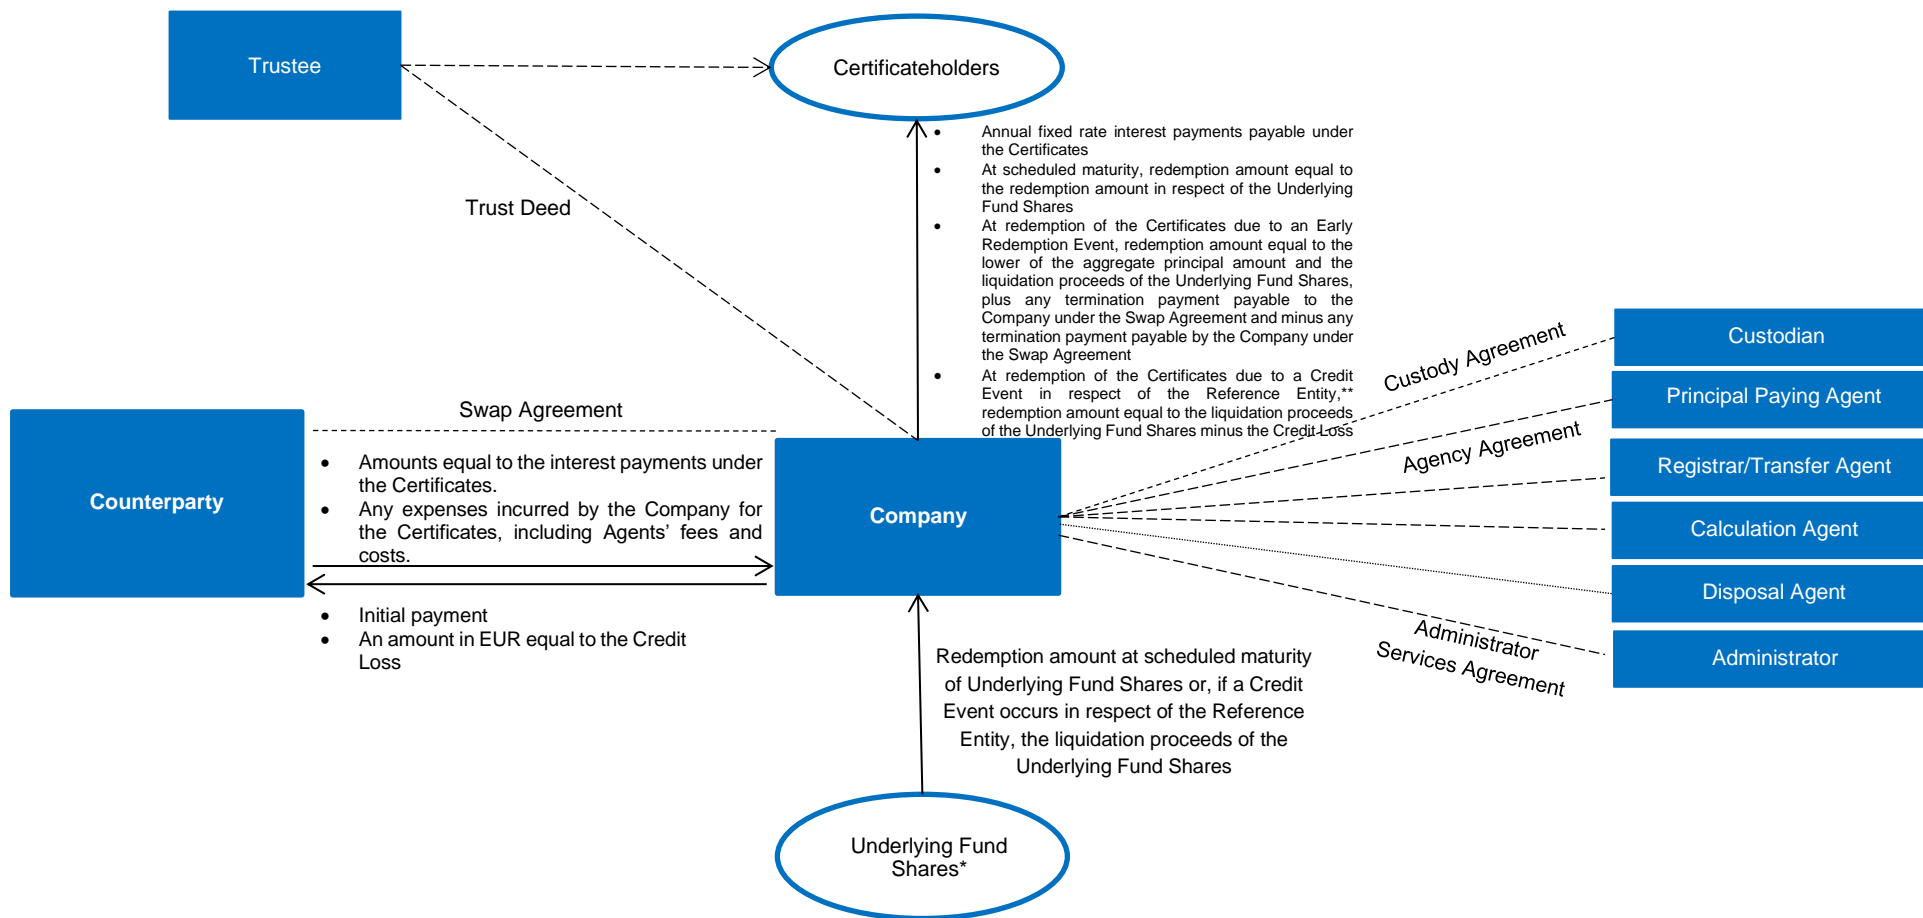 Trustee
Certificateholders
Trust Deed
• Annual fixed rate interest payments payable under
the Certificates
• At scheduled maturity, redemption amount equal to
the redemption amount in respect of the Underlying
Fund Shares
• At redemption of the Certificates due to an Early
Redemption Event, redemption amount equal to the
lower of the aggregate principal amount and the
liquidation proceeds of the Underlying Fund Shares,
plus any termination payment payable to the
Company under the Swap Agreement and minus any
termination payment payable by the Company under
the Swap Agreement
• At redemption of the Certificates due to a Credit
Event in respect of the Reference Entity,**
redemption amount equal to the liquidation proceeds
of the Underlying Fund Shares minus the Credit Loss
Swap Agreement
Counterparty
• Amounts equal to the interest payments under
the Certificates.
• Any expenses incurred by the Company for
the Certificates, including Agents’ fees and
costs.
• Initial payment
• An amount in EUR equal to the Credit
Loss
Company
Custody Agreement
Agency Agreement
Administrator
Services Agreement
Custodian
Principal Paying Agent
Registrar/Transfer Agent
Calculation Agent
Disposal Agent
Administrator
Redemption amount at scheduled maturity
of Underlying Fund Shares or, if a Credit
Event occurs in respect of the Reference
Entity, the liquidation proceeds of the
Underlying Fund Shares
Underlying Fund
Shares*